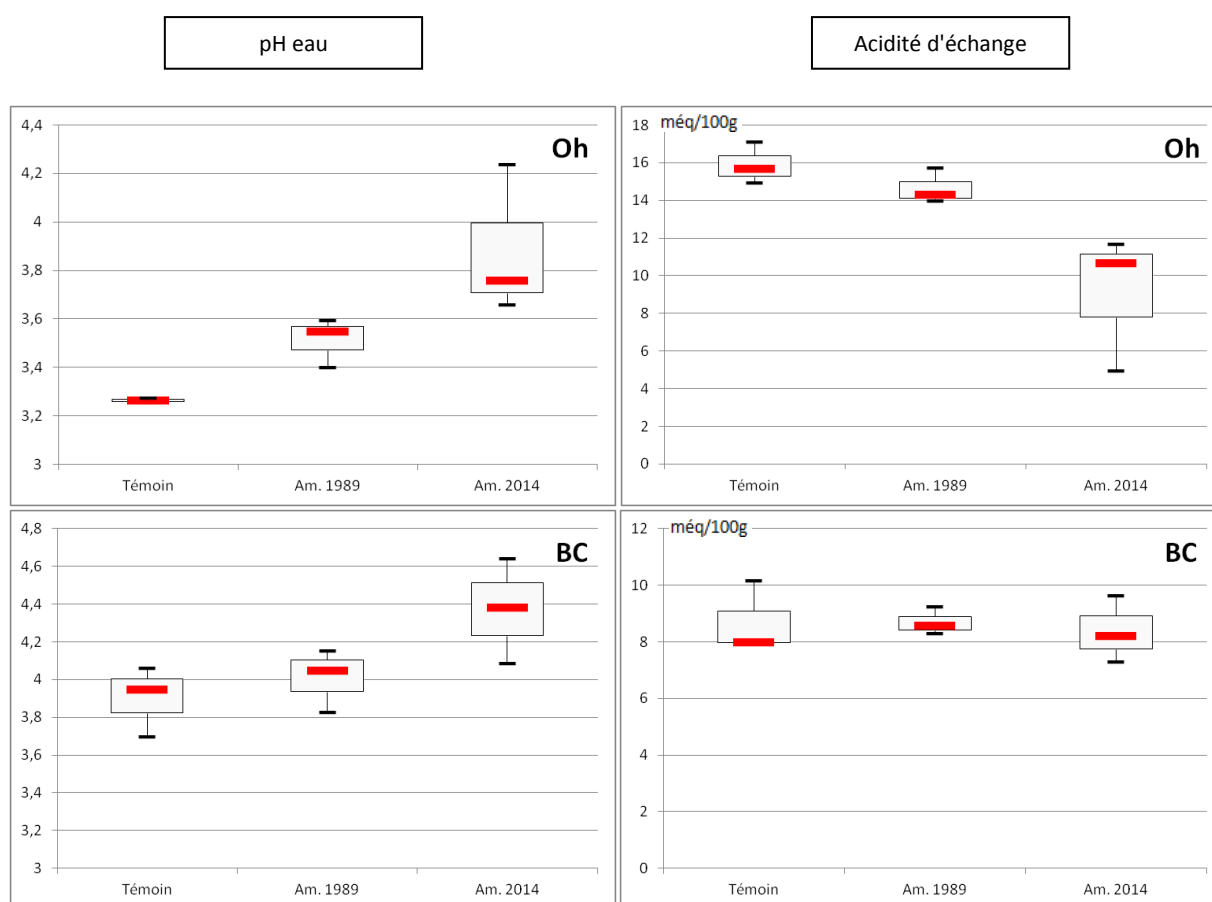 pH eau
Acidité d'échange
4,4
4,2
4
3,8
3,6
3,4
3,2
3
Oh
Témoin
Am. 1989
Am. 2014
18
16
14
12
10
8
6
4
2
0
méq/100g
Oh
Témoin
Am. 1989
Am. 2014
4,8
4,6
4,4
4,2
4
3,8
3,6
3,4
3,2
3
BC
Témoin
Am. 1989
Am. 2014
12
10
8
6
4
2
0
méq/100g
BC
Témoin
Am. 1989
Am. 2014